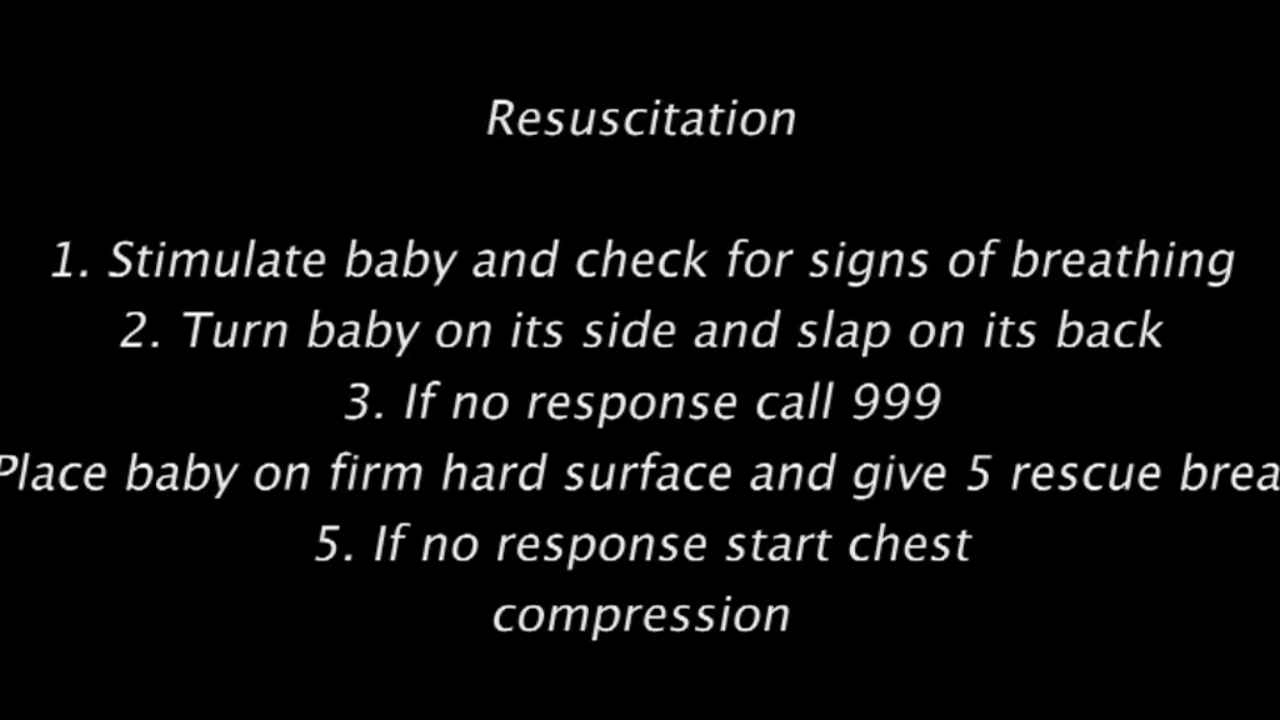 Resuscitation
1. Stimulate baby and check for signs of breathing
2. Turn baby on its side and slap on its back
3. If no response call 999
Place baby on firm hard surface and give 5 rescue brea
5. If no response start chest
compression